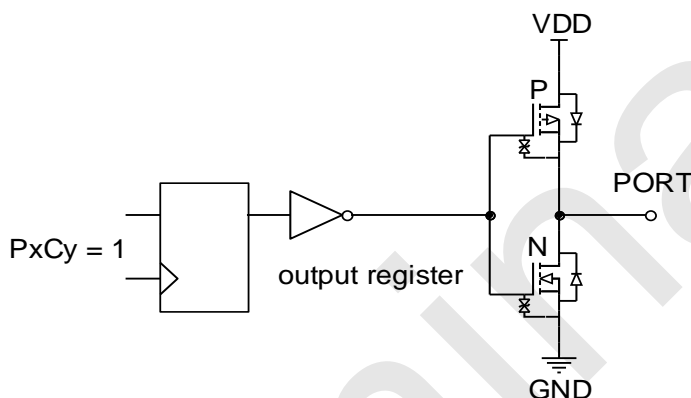 VDD
P
PORT
N
PxCy = 1
output register
GND